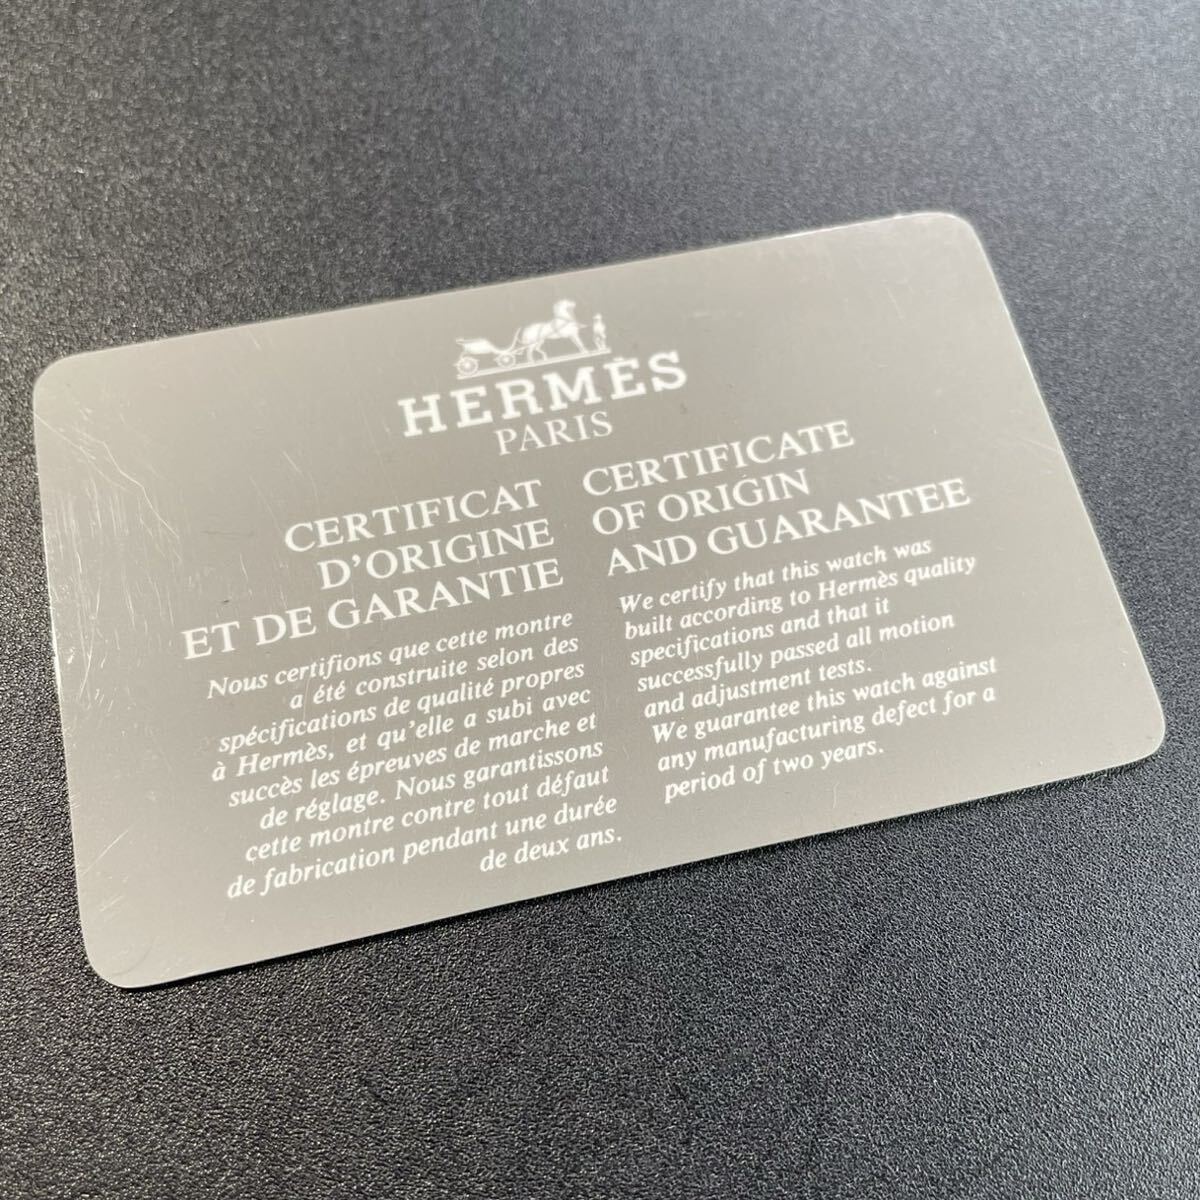 HERMÈS
PARIS
CERTIFICAT
D'ORIGINE
ET DE GARANTIE
Nous certifions que cette montre
a été construite selon des
spécifications de qualité propres
à Hermès, et qu'elle a subi avec
succès les épreuves de marche et
de réglage. Nous garantissons
cette montre contre tout défaut
de fabrication pendant une durée
de deux ans.
CERTIFICATE
OF ORIGIN
AND GUARANTEE
We certify that this watch was
built according to Hermès quality
specifications and that it
successfully passed all motion
and adjustment tests.
We guarantee this watch against
any manufacturing defect for a
period of two years.